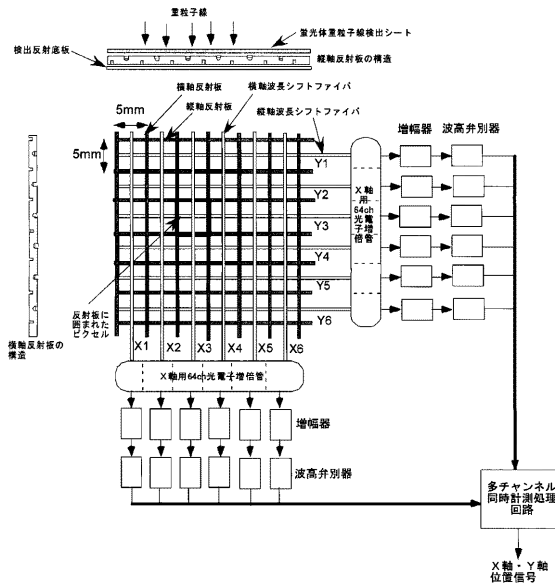 重粒子線
蛍光体重粒子線検出シート
検出反射底板
縦軸反射板の構造
横軸反射板
横軸波長シフトファイバ
5mm
縦軸反射板
縦軸波長シフトファイバ
増幅器
波高弁別器
5mm
Y1
Y2
Y3
Y4
Y5
Y6
X軸用
64ch
光電子増倍管
反射板に
囲まれた
ピクセル
横軸反射板の
構造
X1
X2
X3
X4
X5
X6
X軸用64ch光電子増倍管
増幅器
波高弁別器
多チャンネル
同時計測処理
回路
X軸・Y軸
位置信号